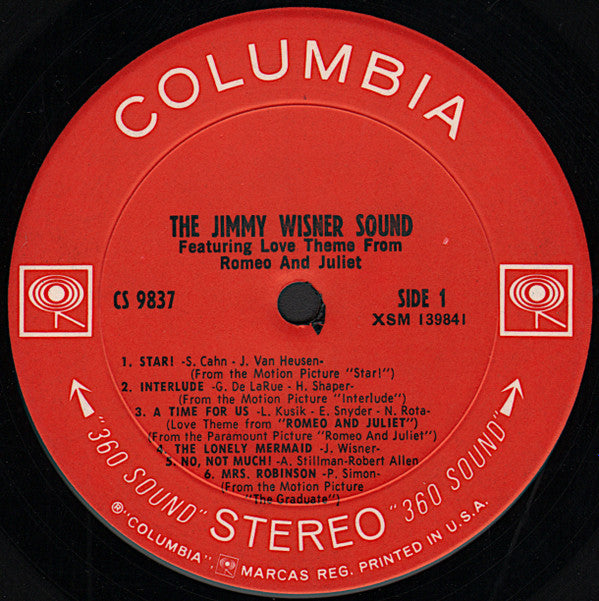 COLUMBIA
THE JIMMY WISNER SOUND
Featuring Love Theme From
Romeo And Juliet
CS 9837
SIDE 1
XSM 139841
1. STAR! -S. Cahn - J. Van Heusen-
(From the Motion Picture "Star!")
2. INTERLUDE -G. DeLaRue - H. Shaper-
(From the Motion Picture "Interlude")
3. A TIME FOR US -L. Kusik - E. Snyder - N. Rota-
(Love Theme from "ROMEO AND JULIET")
(From the Paramount Picture "Romeo And Juliet")
4. THE LONELY MERMAID -J. Wisner-
5. NO, NOT MUCH! -A. Stillman-Robert Allen
6. MRS. ROBINSON -P. Simon-
(From the Motion Picture
"The Graduate")
"360 SOUND" STEREO "360 SOUND"
® "COLUMBIA", MARCAS REG. PRINTED IN U.S.A.